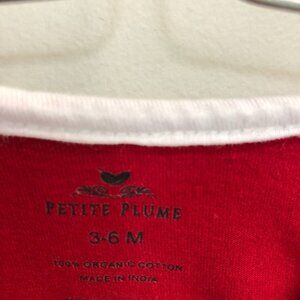 PETITE PLUME
3-6 M
100% ORGANIC COTTON
MADE IN INDIA